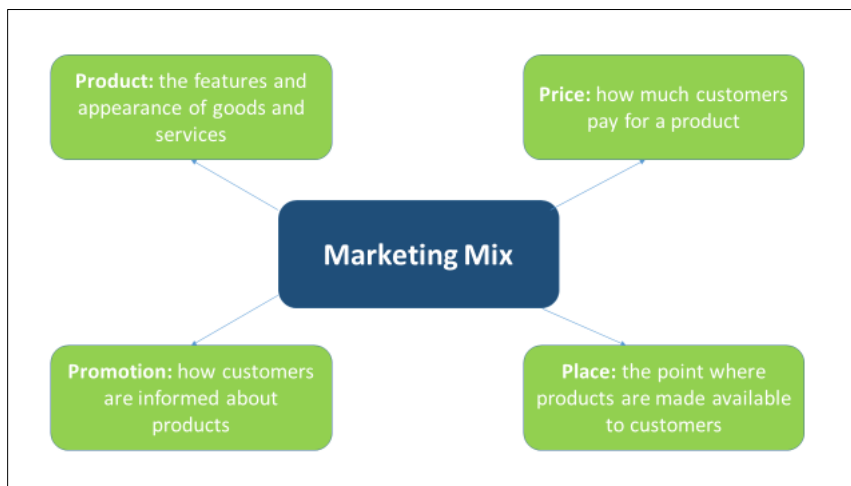 Product: the features and
appearance of goods and
services
Price: how much customers
pay for a product
Marketing Mix
Promotion: how customers
are informed about
products
Place: the point where
products are made available
to customers